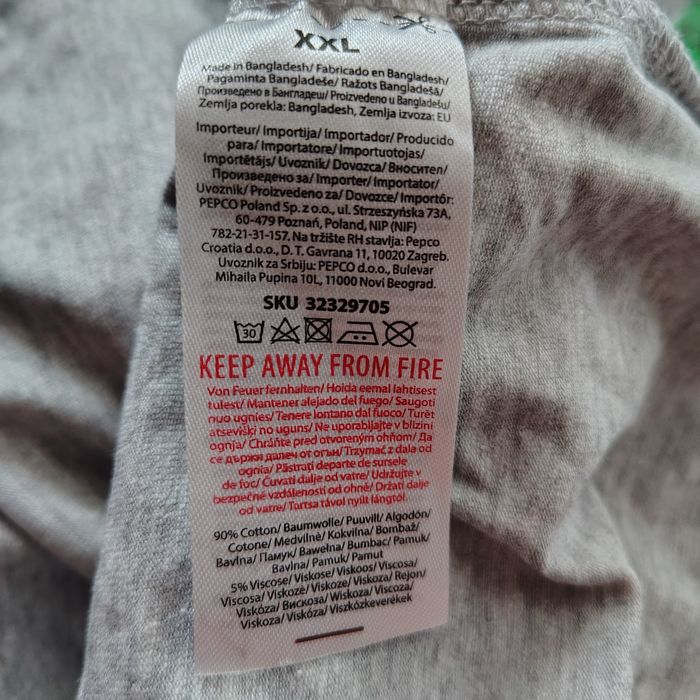 XXL
Made in Bangladesh/ Fabricado en Bangladesh/
Pagaminta Bangladeše/ Ražots Bangladešā/
Произведено в Бангладеш/ Proizvedeno u Bangladešu/
Zemlja porekla: Bangladesh, Zemlja izvoza: EU
Importeur/ Importija/ Importador/ Producido
para/ Importatore/ Importuotojas/
Importētājs/ Uvoznik/ Dovozca/ Вносител/
Произведено за/ Importer/ Importator/
Uvoznik/ Proizvedeno za/ Dovozce/ Importőr:
PEPCO Poland Sp. z o.o., ul. Strzeszyńska 73A,
60-479 Poznań, Poland, NIP (NIF)
782-21-31-157. Na tržište RH stavlja: Pepco
Croatia d.o.o., D. T. Gavrana 11, 10020 Zagreb.
Uvoznik za Srbiju: PEPCO d.o.o., Bulevar
Mihaila Pupina 10L, 11000 Novi Beograd.
SKU 32329705
30
KEEP AWAY FROM FIRE
Von Feuer fernhalten/ Hoida eemal lahtisest
tulest/ Mantener alejado del fuego/ Saugoti
nuo ugnies/ Tenere lontano dal fuoco/ Turēt
atsevišķi no uguns/ Ne uporabljajte v bližini
ognja/ Chráňte pred otvoreným ohňom/ Да
се държи далеч от огън/ Trzymać z dala od
ognia/ Păstrați departe de sursele
de foc/ Čuvati dalje od vatre/ Udržujte v
bezpečné vzdálenosti od ohně/ Držati dalje
od vatre/ Tartsa távol nyílt lángtól.
90% Cotton/ Baumwolle/ Puuvill/ Algodón/
Cotone/ Medvilnė/ Kokvilna/ Bombaž/
Bavlna/ Памук/ Bawełna/ Bumbac/ Pamuk/
Bavlna/ Pamuk/ Pamut
5% Viscose/ Viskose/ Viskoos/ Viscosa/
Viscosa/ Viskozė/ Viskoze/ Viskoza/ Rejon/
Viskóza/ Вискоза/ Wiskoza/ Viscoza/
Viskoza/ Viskóza/ Viszkózkeverékek